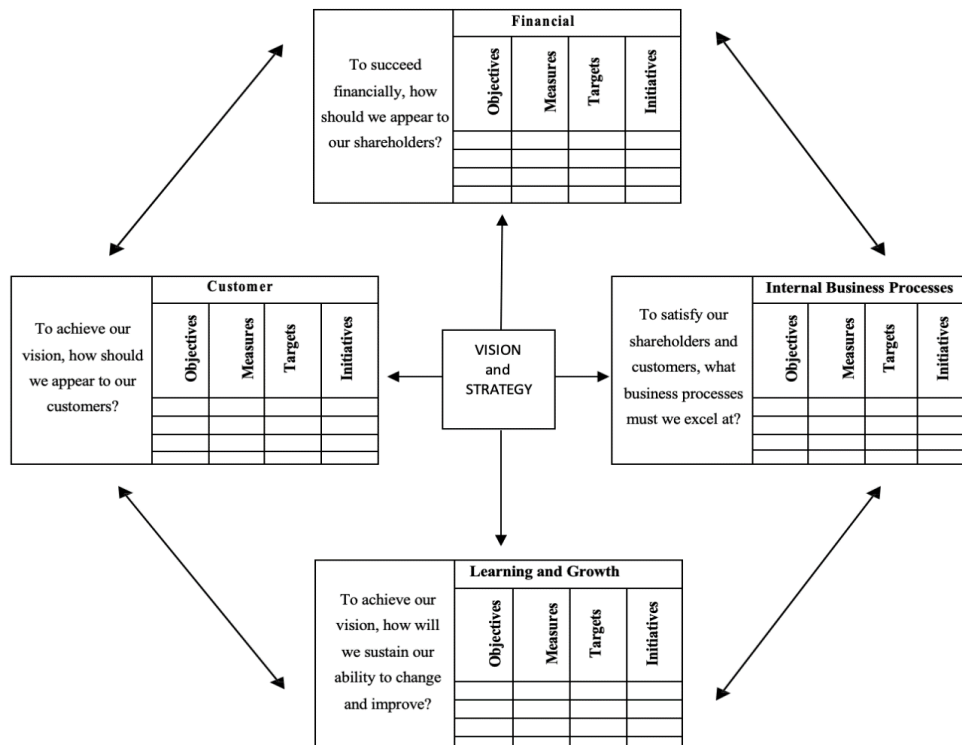 Financial
To succeed
financially, how
should we appear to
our shareholders?
Objectives
Measures
Targets
Initiatives
Customer
To achieve our
vision, how should
we appear to our
customers?
Objectives
Measures
Targets
Initiatives
VISION
and
STRATEGY
Internal Business Processes
To satisfy our
shareholders and
customers, what
business processes
must we excel at?
Objectives
Measures
Targets
Initiatives
Learning and Growth
To achieve our
vision, how will
we sustain our
ability to change
and improve?
Objectives
Measures
Targets
Initiatives